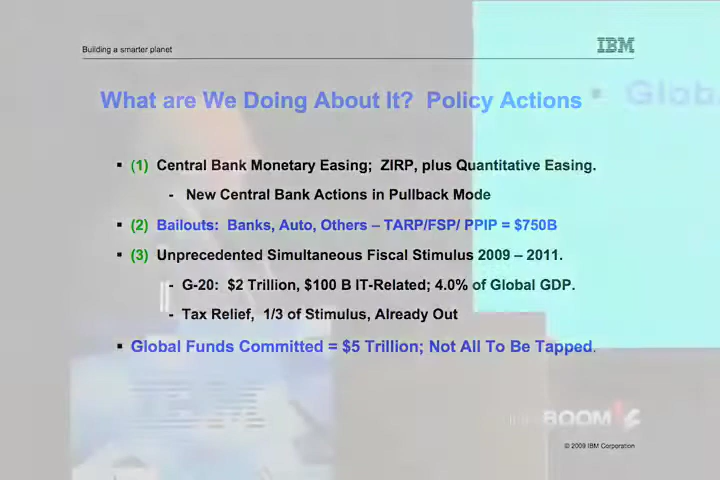 Building a smarter planet
IBM
What are We Doing About It? Policy Actions
• Glob
▪ (1) Central Bank Monetary Easing; ZIRP, plus Quantitative Easing.
- New Central Bank Actions in Pullback Mode
▪ (2) Bailouts: Banks, Auto, Others – TARP/FSP/ PPIP = $750B
▪ (3) Unprecedented Simultaneous Fiscal Stimulus 2009 – 2011.
- G-20: $2 Trillion, $100 B IT-Related; 4.0% of Global GDP.
- Tax Relief, 1/3 of Stimulus, Already Out
▪ Global Funds Committed = $5 Trillion; Not All To Be Tapped.
BOOM
© 2009 IBM Corporation